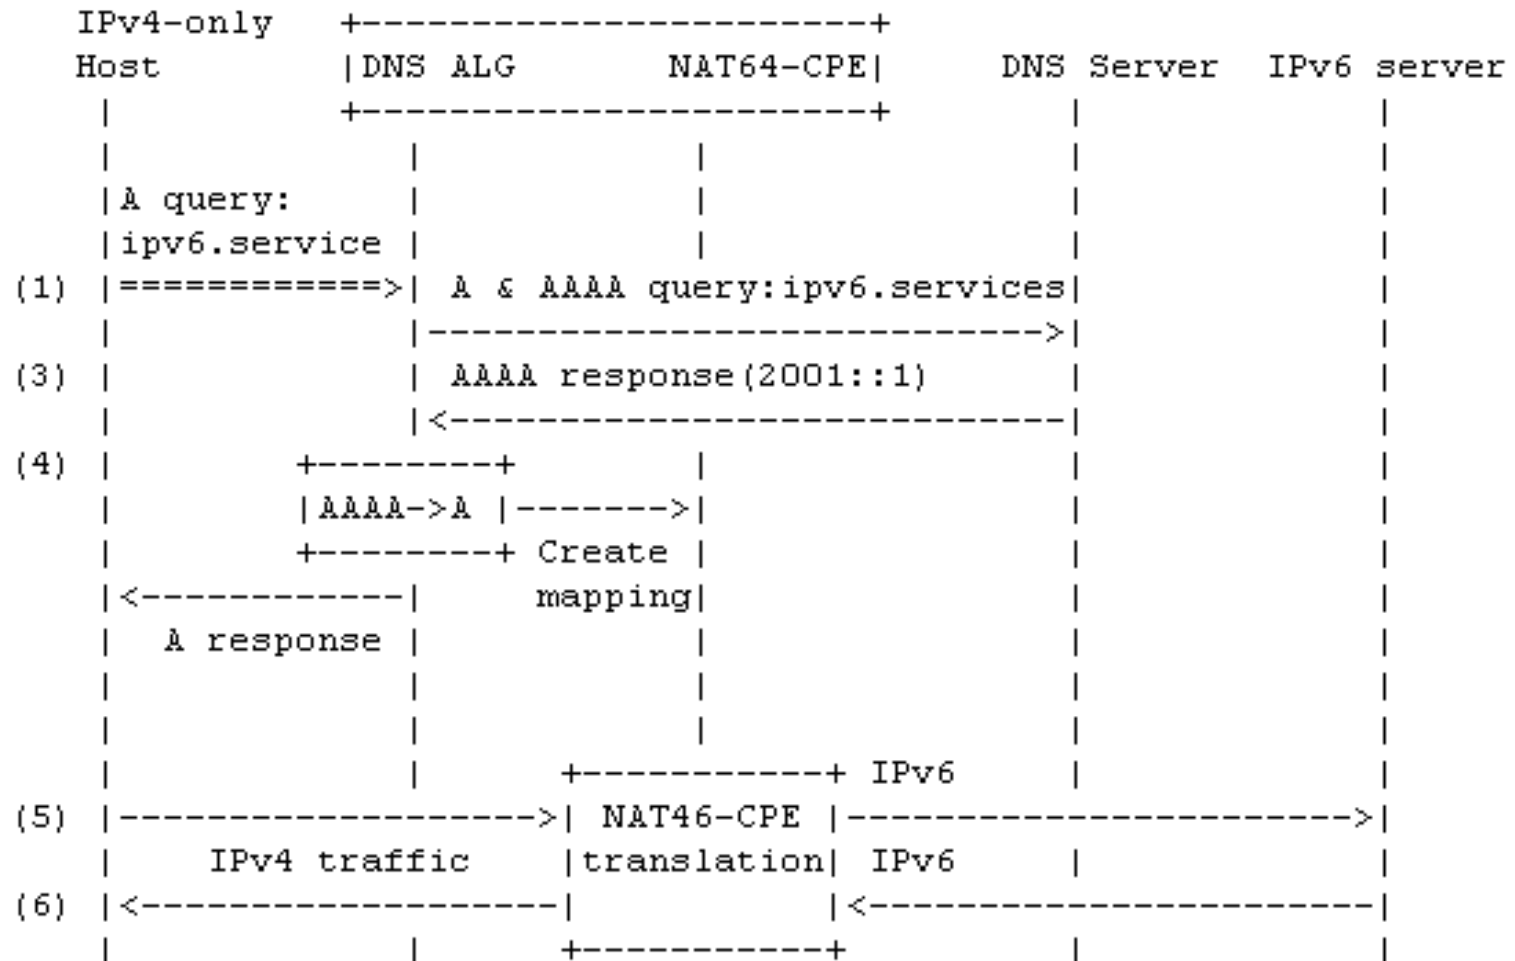 IPv4-only +-----------------------+
Host |DNS ALG NAT64-CPE| DNS Server IPv6 server
| +-----------------------+ | |
| | | | |
|A query: | | | |
|ipv6.service | | | |
(1) |============>| A & AAAA query:ipv6.services| |
| |---------------------------->| |
(3) | | AAAA response(2001::1) | |
| |<----------------------------| |
(4) | +--------+ | | |
| |AAAA->A |------->| | |
| +--------+ Create | | |
|<------------| mapping| | |
| A response | | | |
| | | | |
| | | | |
| | +-----------+ IPv6 | |
(5) |------------------->| NAT46-CPE |----------------------->|
| IPv4 traffic |translation| IPv6 | |
(6) |<-------------------| |<------------------------|
| | +-----------+ | |